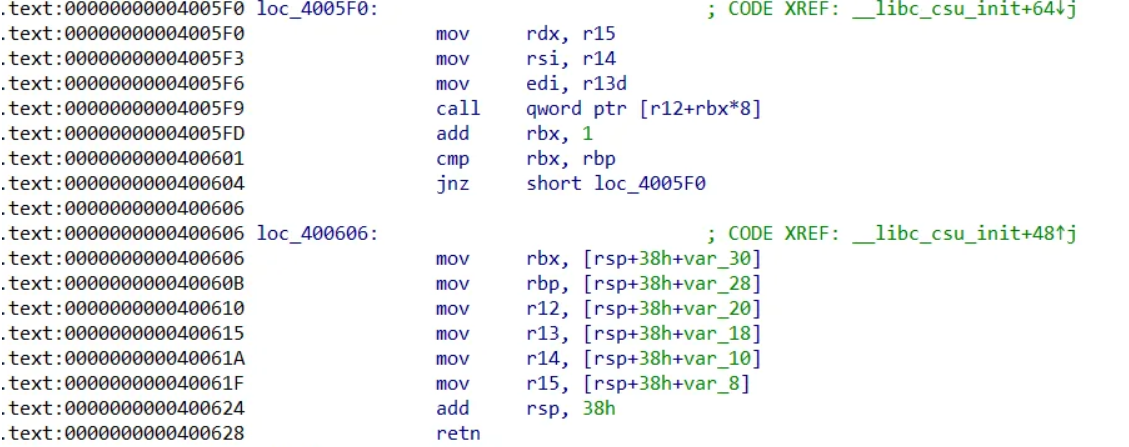 .text:00000000004005F0 loc_4005F0: ; CODE XREF: __libc_csu_init+64↓j
.text:00000000004005F0 mov rdx, r15
.text:00000000004005F3 mov rsi, r14
.text:00000000004005F6 mov edi, r13d
.text:00000000004005F9 call qword ptr [r12+rbx*8]
.text:00000000004005FD add rbx, 1
.text:0000000000400601 cmp rbx, rbp
.text:0000000000400604 jnz short loc_4005F0
.text:0000000000400606
.text:0000000000400606 loc_400606: ; CODE XREF: __libc_csu_init+48↑j
.text:0000000000400606 mov rbx, [rsp+38h+var_30]
.text:000000000040060B mov rbp, [rsp+38h+var_28]
.text:0000000000400610 mov r12, [rsp+38h+var_20]
.text:0000000000400615 mov r13, [rsp+38h+var_18]
.text:000000000040061A mov r14, [rsp+38h+var_10]
.text:000000000040061F mov r15, [rsp+38h+var_8]
.text:0000000000400624 add rsp, 38h
.text:0000000000400628 retn